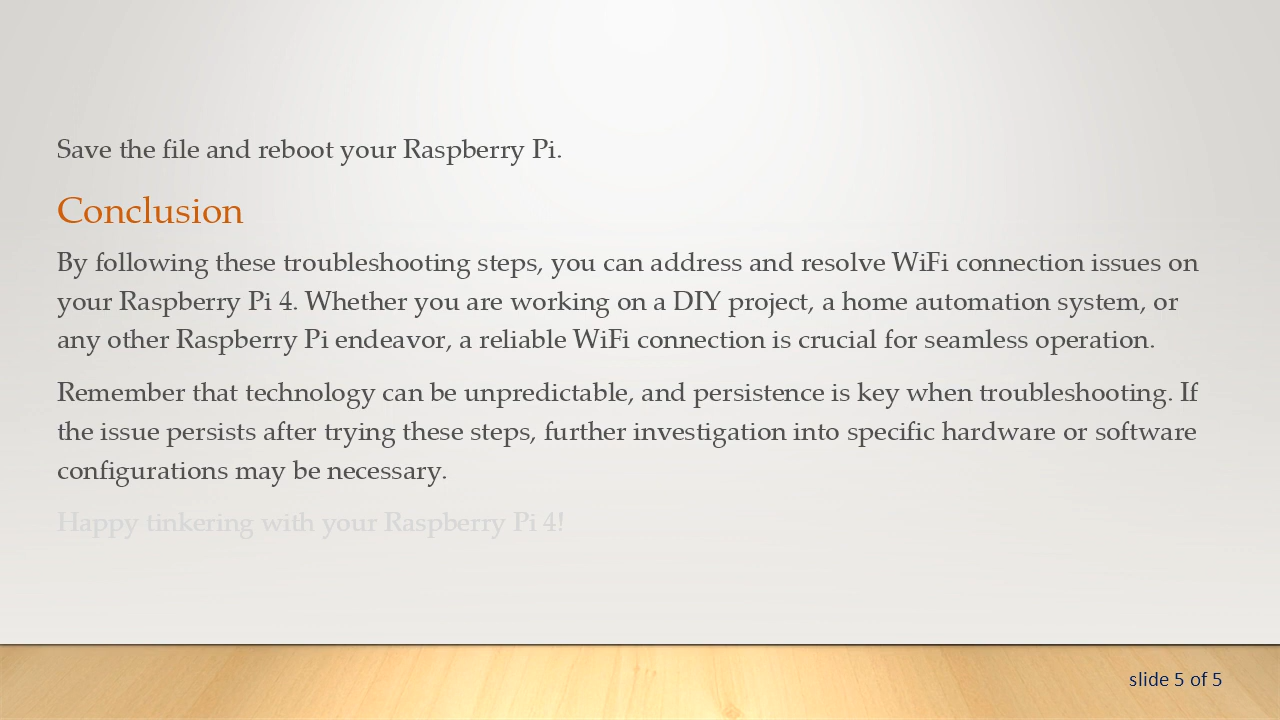 Save the file and reboot your Raspberry Pi.
Conclusion
By following these troubleshooting steps, you can address and resolve WiFi connection issues on
your Raspberry Pi 4. Whether you are working on a DIY project, a home automation system, or
any other Raspberry Pi endeavor, a reliable WiFi connection is crucial for seamless operation.
Remember that technology can be unpredictable, and persistence is key when troubleshooting. If
the issue persists after trying these steps, further investigation into specific hardware or software
configurations may be necessary.
Happy tinkering with your Raspberry Pi 4!
slide 5 of 5